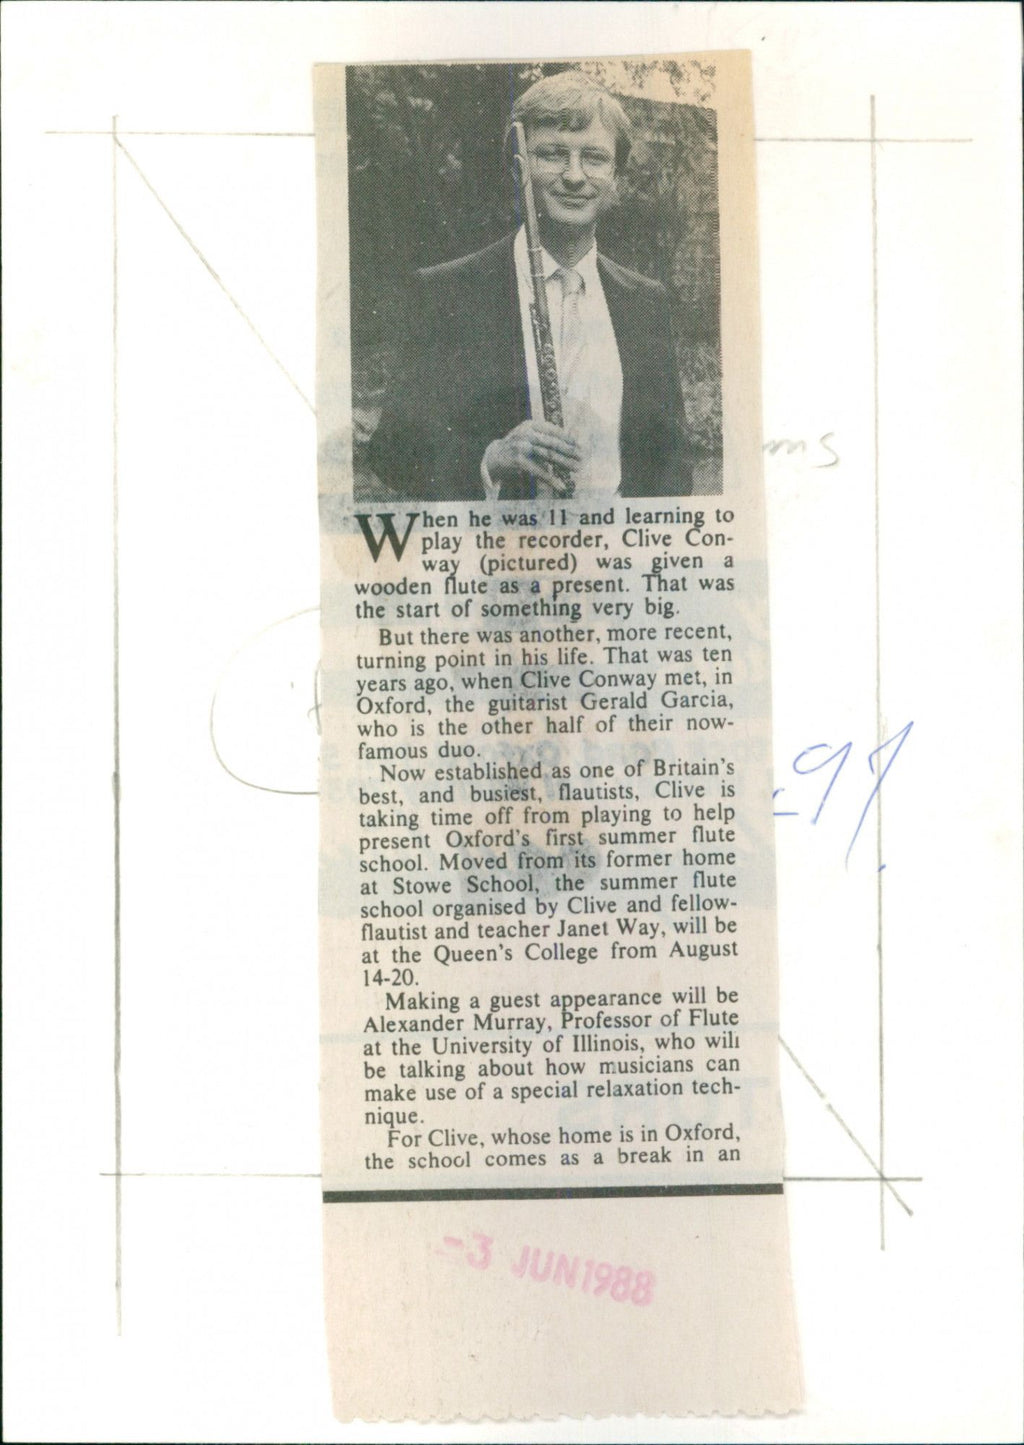 When he was 11 and learning to
play the recorder, Clive Con-
way (pictured) was given a
wooden flute as a present. That was
the start of something very big.
But there was another, more recent,
turning point in his life. That was ten
years ago, when Clive Conway met, in
Oxford, the guitarist Gerald Garcia,
who is the other half of their now-
famous duo.
Now established as one of Britain's
best, and busiest, flautists, Clive is
taking time off from playing to help
present Oxford's first summer flute
school. Moved from its former home
at Stowe School, the summer flute
school organised by Clive and fellow-
flautist and teacher Janet Way, will be
at the Queen's College from August
14-20.
Making a guest appearance will be
Alexander Murray, Professor of Flute
at the University of Illinois, who will
be talking about how musicians can
make use of a special relaxation tech-
nique.
For Clive, whose home is in Oxford,
the school comes as a break in an
-3 JUN 1988